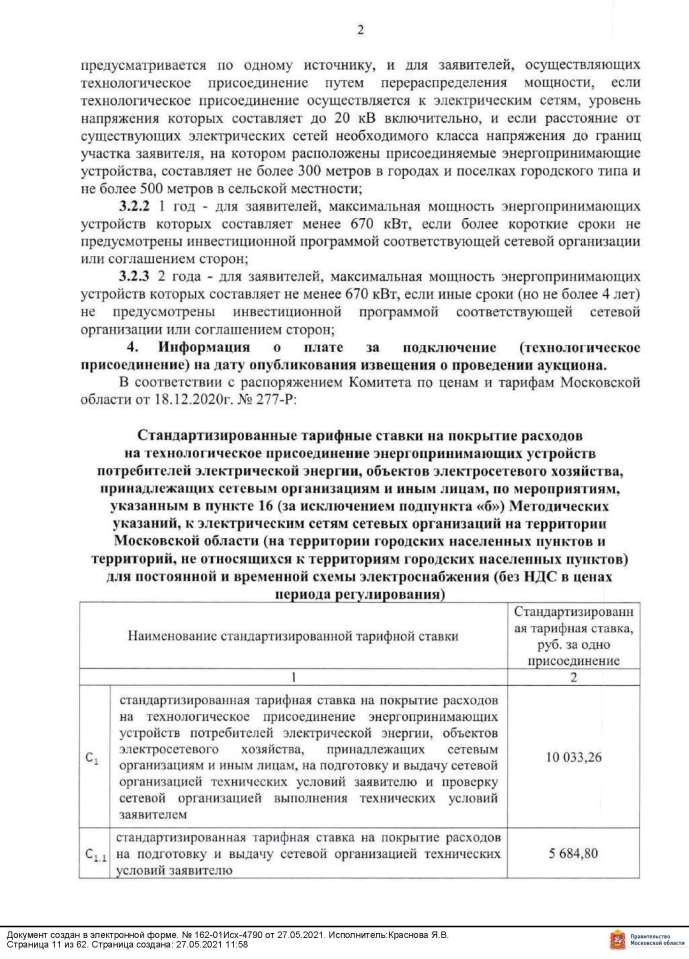 2
предусматривается по одному источнику, и для заявителей, осуществляющих
технологическое присоединение путем перераспределения мощности, если
технологическое присоединение осуществляется к электрическим сетям, уровень
напряжения которых составляет до 20 кВ включительно, и если расстояние от
существующих электрических сетей необходимого класса напряжения до границ
участка заявителя, на котором расположены присоединяемые энергопринимающие
устройства, составляет не более 300 метров в городах и поселках городского типа и
не более 500 метров в сельской местности;
3.2.2 1 год - для заявителей, максимальная мощность энергопринимающих
устройств которых составляет менее 670 кВт, если более короткие сроки не
предусмотрены инвестиционной программой соответствующей сетевой организации
или соглашением сторон;
3.2.3 2 года - для заявителей, максимальная мощность энергопринимающих
устройств которых составляет не менее 670 кВт, если иные сроки (но не более 4 лет)
не предусмотрены инвестиционной программой соответствующей сетевой
организации или соглашением сторон;
4. Информация о плате за подключение (технологическое
присоединение) на дату опубликования извещения о проведении аукциона.
В соответствии с распоряжением Комитета по ценам и тарифам Московской
области от 18.12.2020г. № 277-Р:
Стандартизированные тарифные ставки на покрытие расходов
на технологическое присоединение энергопринимающих устройств
потребителей электрической энергии, объектов электросетевого хозяйства,
принадлежащих сетевым организациям и иным лицам, по мероприятиям,
указанным в пункте 16 (за исключением подпункта «б») Методических
указаний, к электрическим сетям сетевых организаций на территории
Московской области (на территории городских населенных пунктов и
территорий, не относящихся к территориям городских населенных пунктов)
для постоянной и временной схемы электроснабжения (без НДС в ценах
периода регулирования)
Наименование стандартизированной тарифной ставки
Стандартизированн
ая тарифная ставка,
руб. за одно
присоединение
1
2
C1
стандартизированная тарифная ставка на покрытие расходов
на технологическое присоединение энергопринимающих
устройств потребителей электрической энергии, объектов
электросетевого хозяйства, принадлежащих сетевым
организациям и иным лицам, на подготовку и выдачу сетевой
организацией технических условий заявителю и проверку
сетевой организацией выполнения технических условий
заявителем
10 033,26
C1.1
стандартизированная тарифная ставка на покрытие расходов
на подготовку и выдачу сетевой организацией технических
условий заявителю
5 684,80
Документ создан в электронной форме. № 162-01Исх-4790 от 27.05.2021. Исполнитель:Краснова Я.В.
Страница 11 из 62. Страница создана: 27.05.2021 11:58
Правительство
Московской области